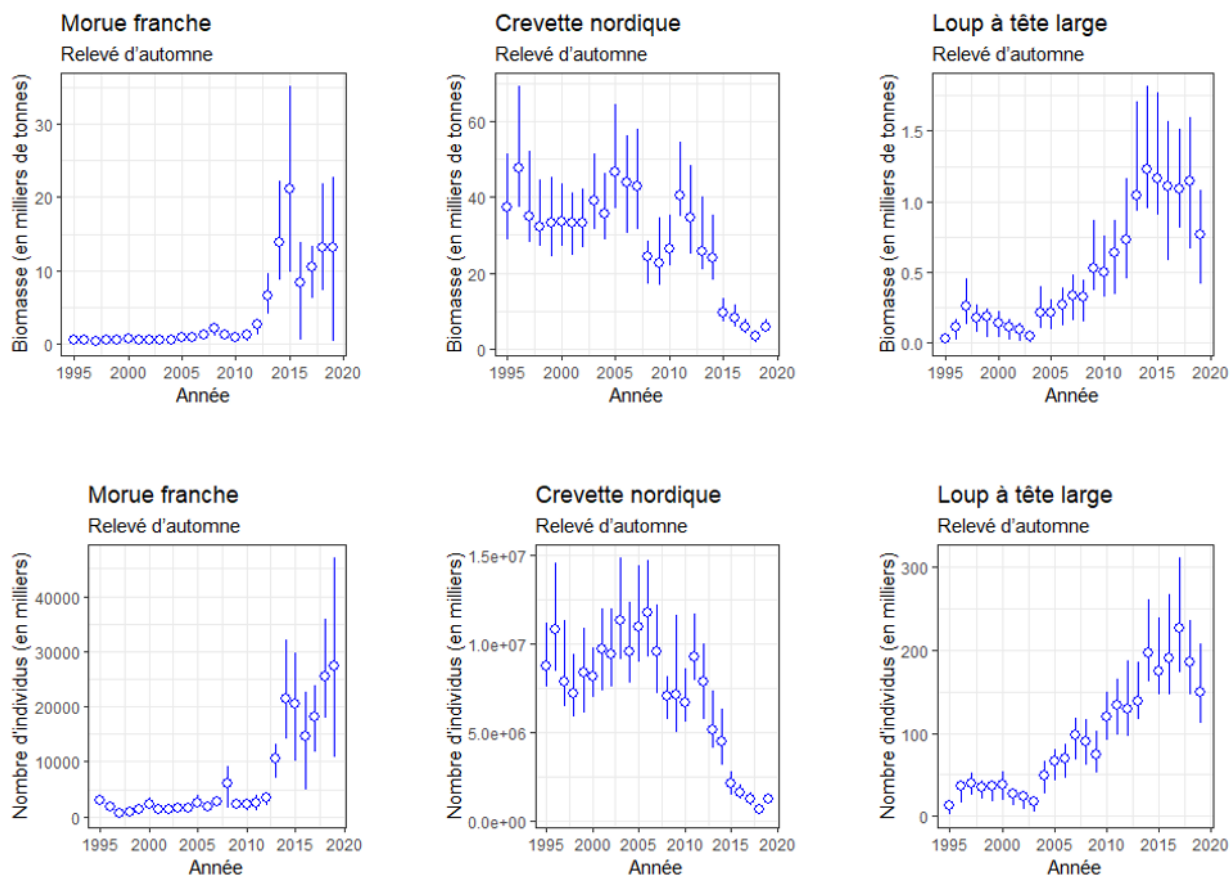 Morue franche
Relevé d'automne
Biomasse (en milliers de tonnes)
30
20
10
0
1995 2000 2005 2010 2015 2020
Année
Crevette nordique
Relevé d'automne
Biomasse (en milliers de tonnes)
60
40
20
0
1995 2000 2005 2010 2015 2020
Année
Loup à tête large
Relevé d'automne
Biomasse (en milliers de tonnes)
1.5
1.0
0.5
0.0
1995 2000 2005 2010 2015 2020
Année
Morue franche
Relevé d'automne
Nombre d'individus (en milliers)
40000
30000
20000
10000
0
1995 2000 2005 2010 2015 2020
Année
Crevette nordique
Relevé d'automne
Nombre d'individus (en milliers)
1.5e+07
1.0e+07
5.0e+06
0.0e+00
1995 2000 2005 2010 2015 2020
Année
Loup à tête large
Relevé d'automne
Nombre d'individus (en milliers)
300
200
100
0
1995 2000 2005 2010 2015 2020
Année